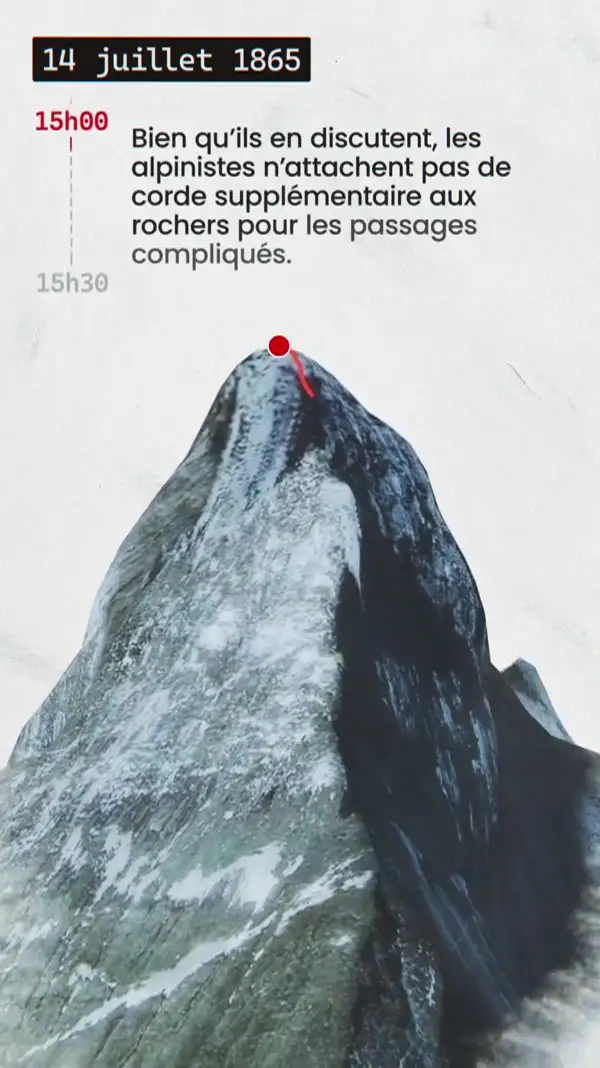 14 juillet 1865
15h00
Bien qu’ils en discutent, les
alpinistes n’attachent pas de
corde supplémentaire aux
rochers pour les passages
compliqués.
15h30